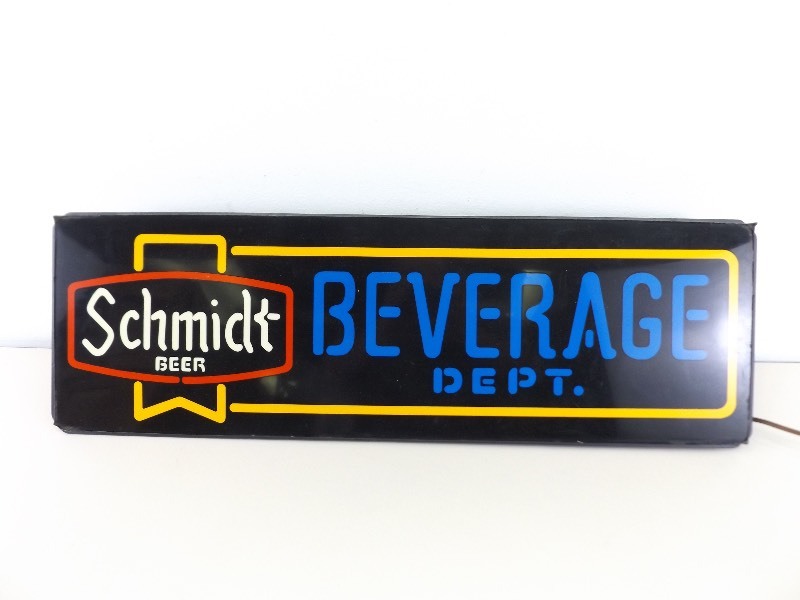 Schmidt
BEER
BEVERAGE
DEPT.